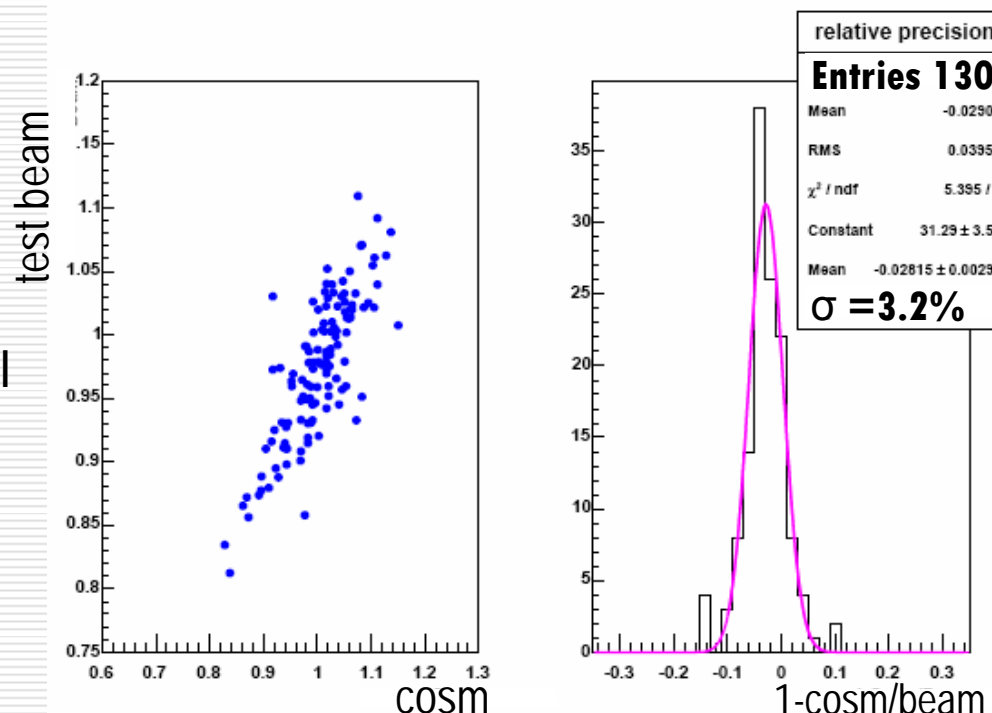 test beam
1.2
.15
1.1
1.05
1
0.95
0.9
0.85
0.8
0.75
0.6 0.7 0.8 0.9 1 1.1 1.2 1.3
cosm
relative precision
Entries 130
Mean -0.0290
RMS 0.0395
χ² / ndf 5.395 /
Constant 31.29 ± 3.5
Mean -0.02815 ± 0.0029
σ =3.2%
35
30
25
20
15
10
5
0
-0.3 -0.2 -0.1 0 0.1 0.2 0.3
1-cosm/beam